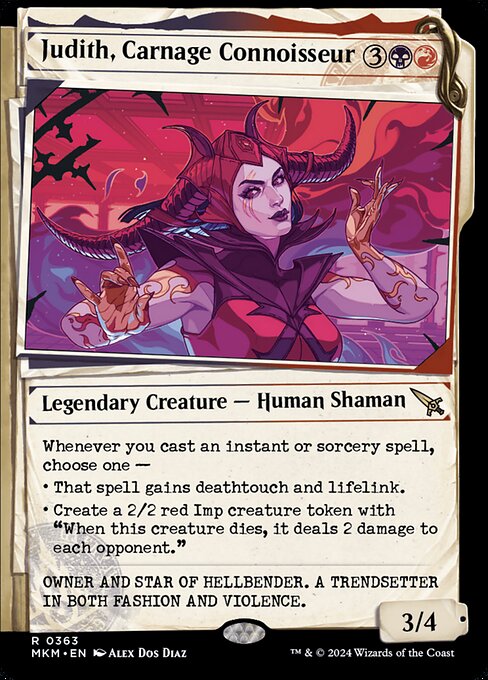 Judith, Carnage Connoisseur 3
Legendary Creature — Human Shaman
Whenever you cast an instant or sorcery spell,
choose one —
• That spell gains deathtouch and lifelink.
• Create a 2/2 red Imp creature token with
“When this creature dies, it deals 2 damage to
each opponent.”
OWNER AND STAR OF HELLBENDER. A TRENDSETTER
IN BOTH FASHION AND VIOLENCE.
3/4
R 0363
MKM • EN Alex Dos Diaz
™ & © 2024 Wizards of the Coast